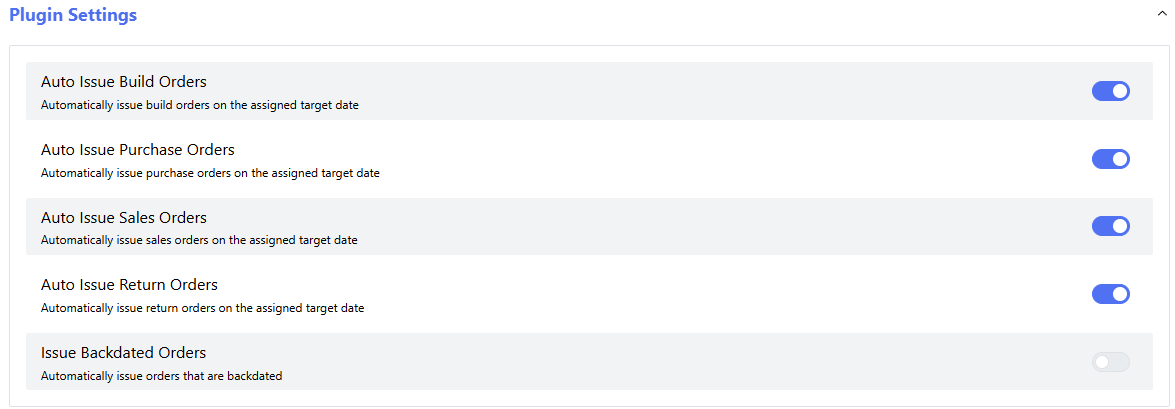 Plugin Settings
Auto Issue Build Orders
Automatically issue build orders on the assigned target date
Auto Issue Purchase Orders
Automatically issue purchase orders on the assigned target date
Auto Issue Sales Orders
Automatically issue sales orders on the assigned target date
Auto Issue Return Orders
Automatically issue return orders on the assigned target date
Issue Backdated Orders
Automatically issue orders that are backdated